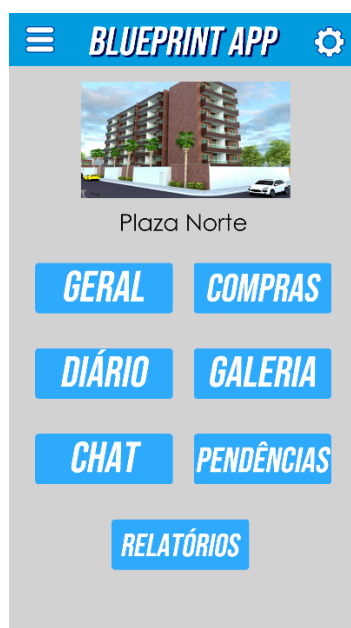 BLUEPRINT APP
Plaza Norte
GERAL COMPRAS
DIÁRIO GALERIA
CHAT PENDÊNCIAS
RELATÓRIOS